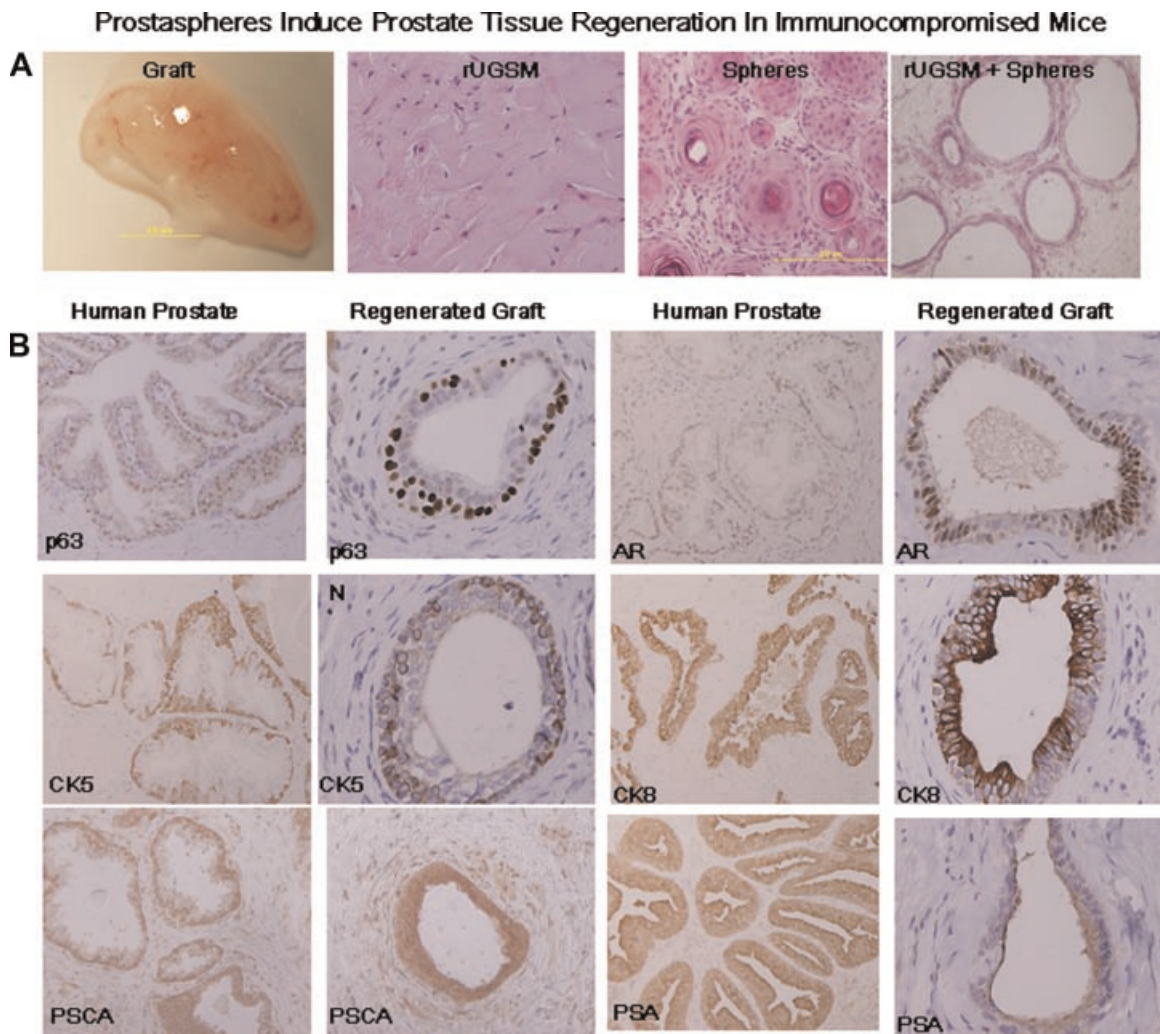 Prostaspheres Induce Prostate Tissue Regeneration In Immunocompromised Mice
A
Graft
rUGSM
Spheres
rUGSM + Spheres
Human Prostate
Regenerated Graft
Human Prostate
Regenerated Graft
B
p63
p63
AR
AR
N
CK5
CK5
CK8
CK8
PSCA
PSCA
PSA
PSA